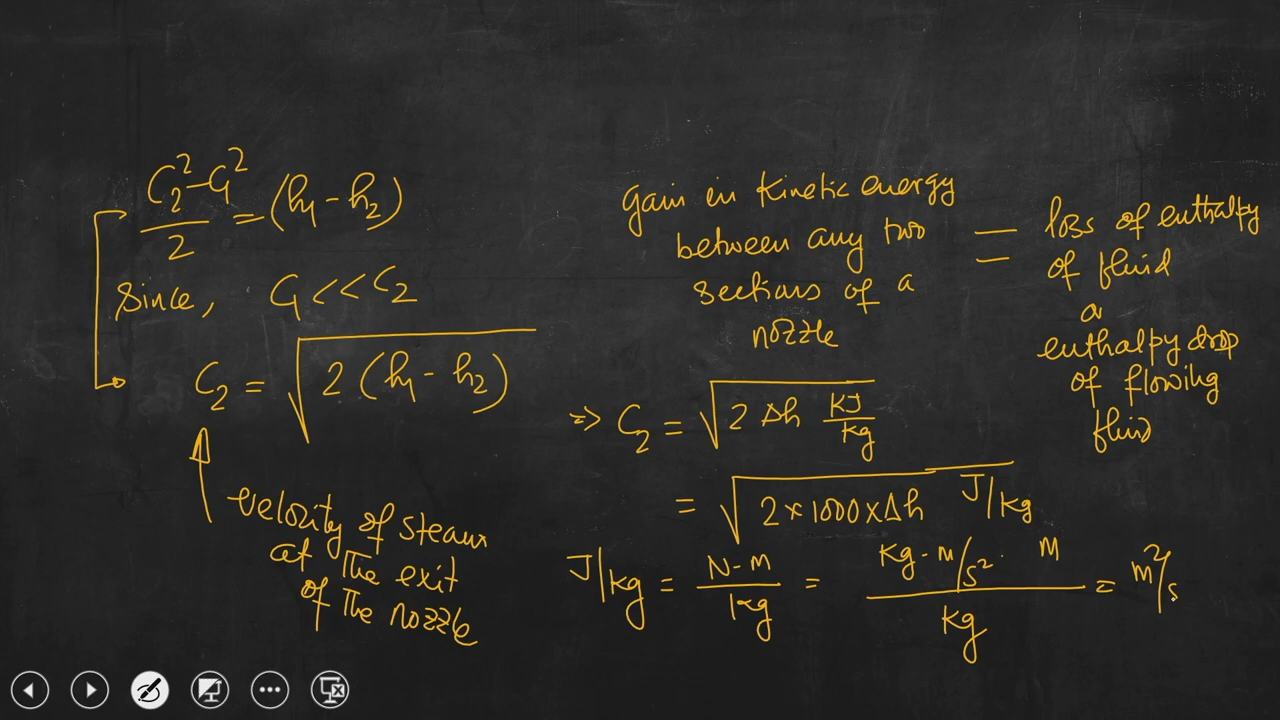 C₂² - C₁² / 2 = (h₁ - h₂)
Since, C₁ << C₂
C₂ = √(2 (h₁ - h₂))
velocity of steam
at the exit
of the nozzle
Gain in kinetic energy
between any two
sections of a
nozzle
= loss of enthalpy
of fluid
or
enthalpy drop
of flowing
fluid
=> C₂ = √(2 Δh KJ/kg)
= √(2 × 1000 × Δh J/kg)
J/kg = N-m/kg = kg·m/s²·m / kg = m²/s